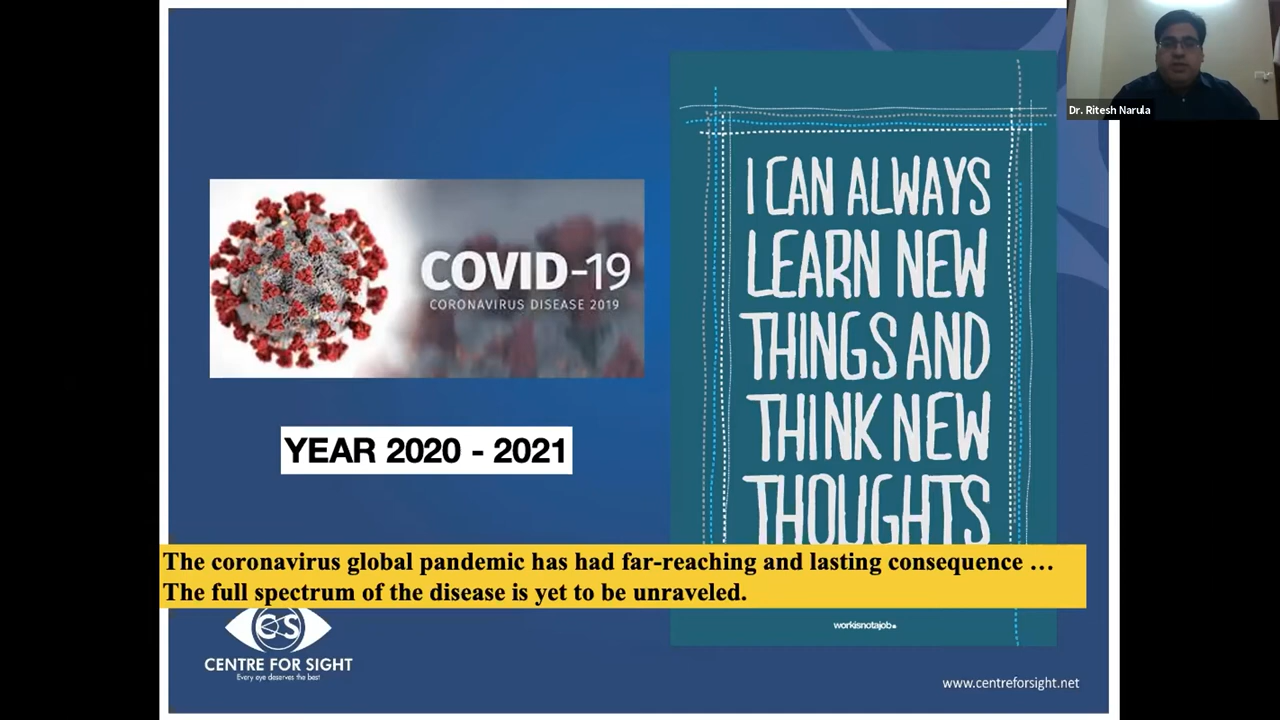 Dr. Ritesh Narula
COVID-19
CORONAVIRUS DISEASE 2019
YEAR 2020 - 2021
I CAN ALWAYS
LEARN NEW
THINGS AND
THINK NEW
THOUGHTS
The coronavirus global pandemic has had far-reaching and lasting consequence ...
The full spectrum of the disease is yet to be unraveled.
workisnotajob.
CFS
CENTRE FOR SIGHT
Every eye deserves the best
www.centreforsight.net